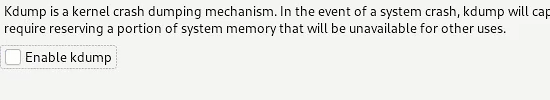 Kdump is a kernel crash dumping mechanism. In the event of a system crash, kdump will cap
require reserving a portion of system memory that will be unavailable for other uses.
Enable kdump